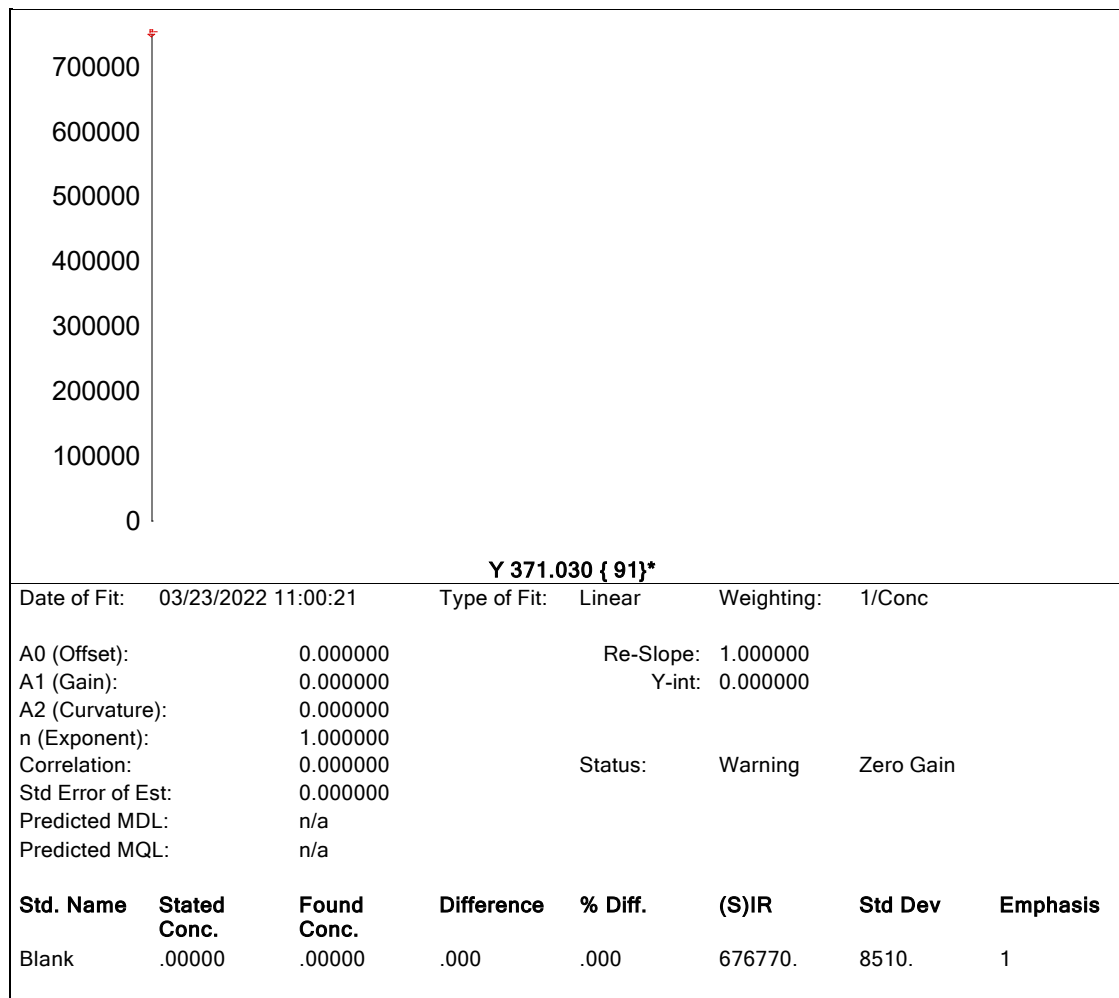 700000
600000
500000
400000
300000
200000
100000
0
Y 371.030 { 91}*
Date of Fit: 03/23/2022 11:00:21 Type of Fit: Linear Weighting: 1/Conc
A0 (Offset): 0.000000 Re-Slope: 1.000000
A1 (Gain): 0.000000 Y-int: 0.000000
A2 (Curvature): 0.000000
n (Exponent): 1.000000
Correlation: 0.000000 Status: Warning Zero Gain
Std Error of Est: 0.000000
Predicted MDL: n/a
Predicted MQL: n/a
Std. Name Stated Conc. Found Conc. Difference % Diff. (S)IR Std Dev Emphasis
Blank .00000 .00000 .000 .000 676770. 8510. 1